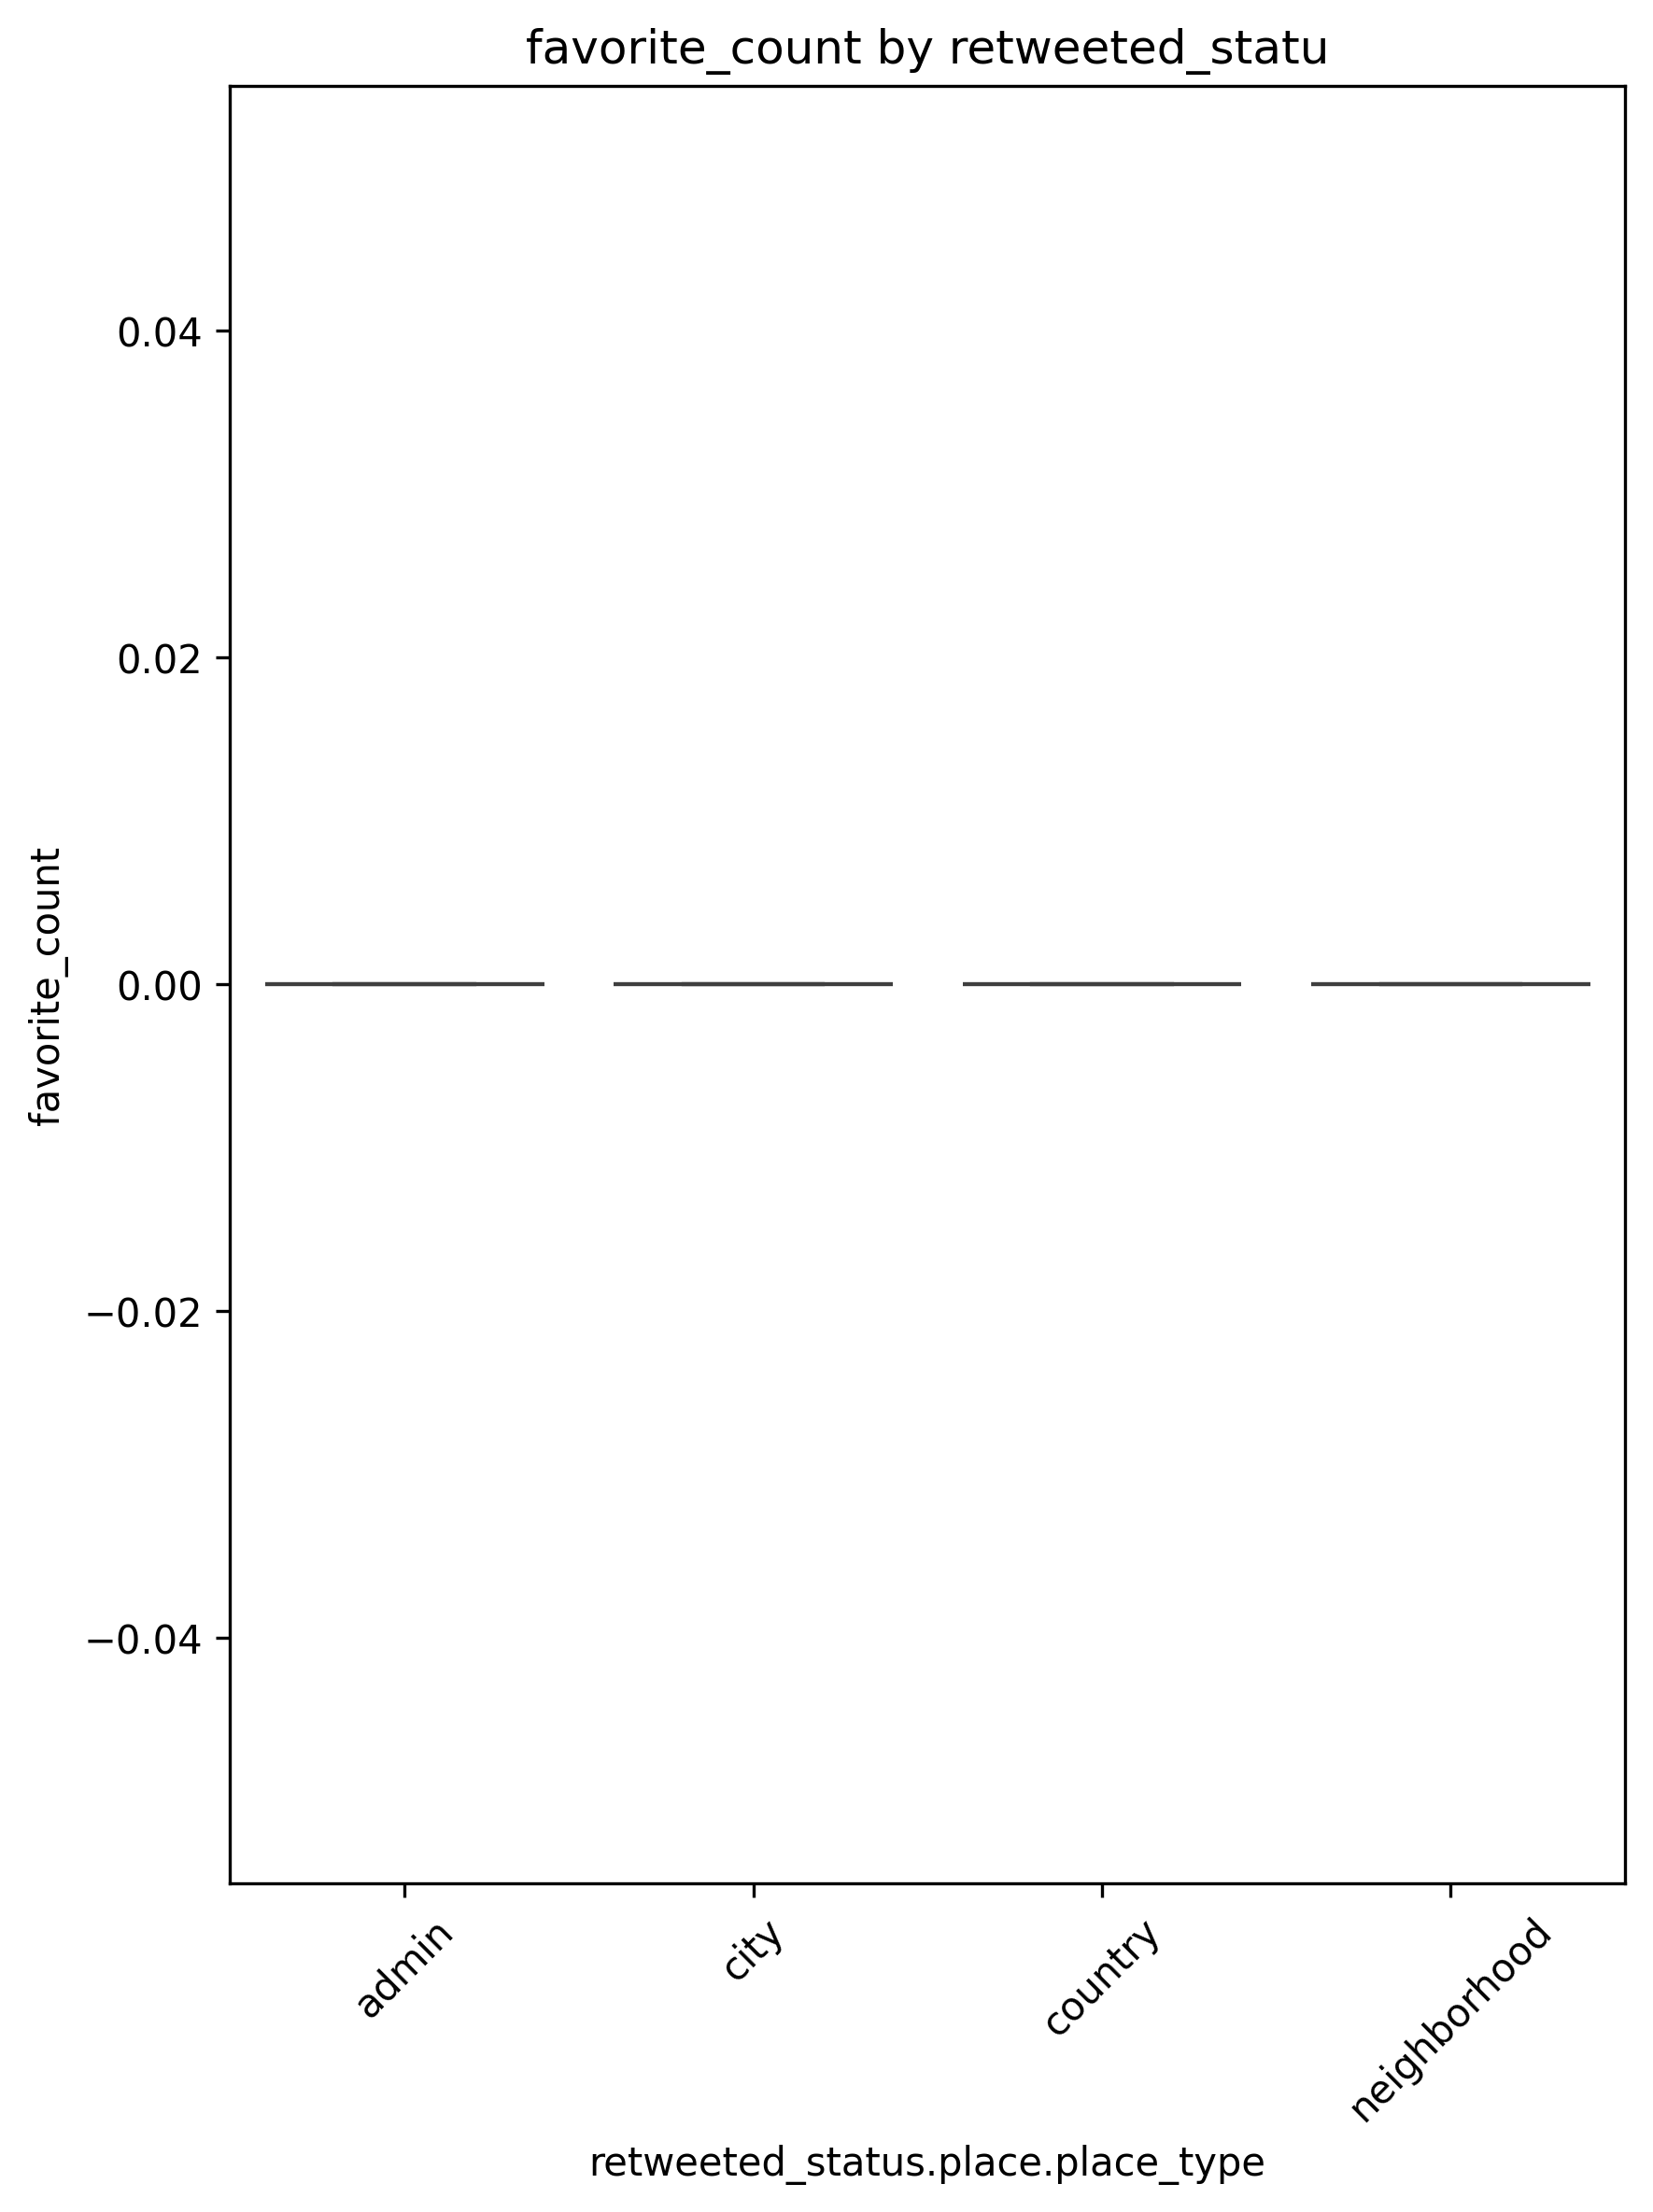 favorite_count by retweeted_statu
favorite_count
0.04
0.02
0.00
−0.02
−0.04
admin
city
country
neighborhood
retweeted_status.place.place_type